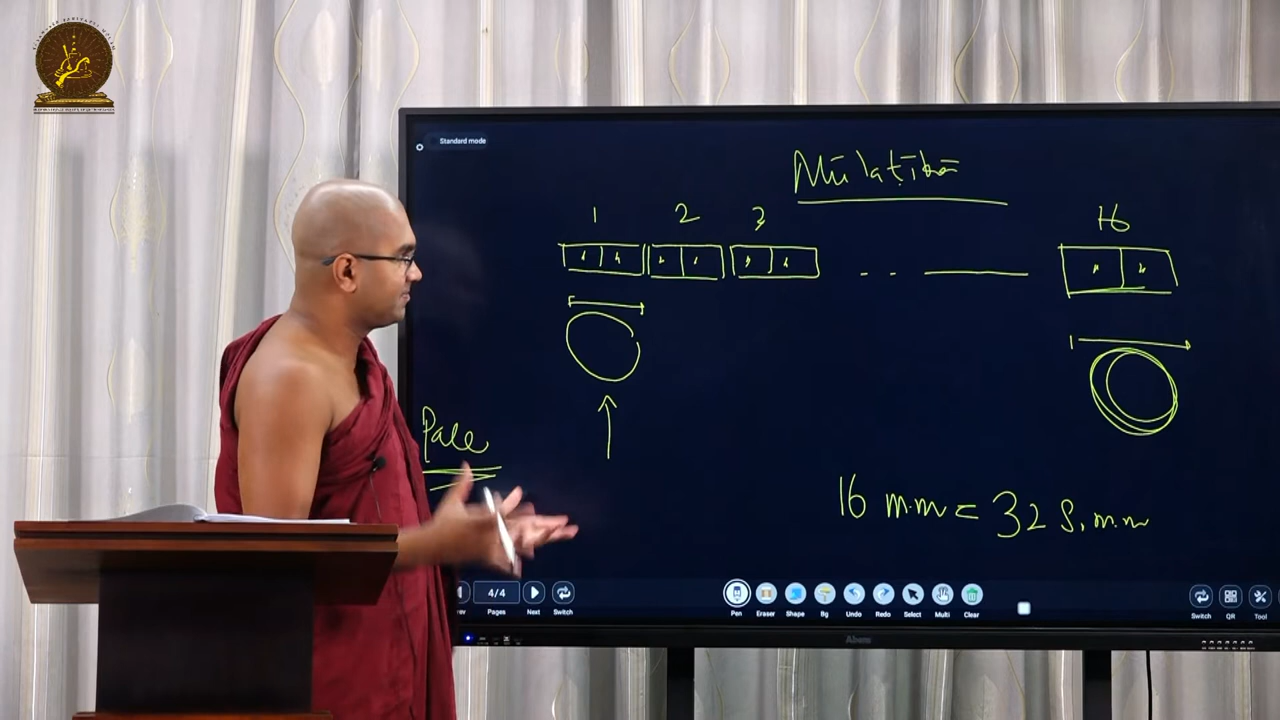 Standard mode
Mūlaṭīkā
1 2 3 16
Pace
16 m.m = 32 s.m.m
4/4
Pages Next Switch
Pen Eraser Shape Bg Undo Redo Select Multi Clear
Switch QR Tool